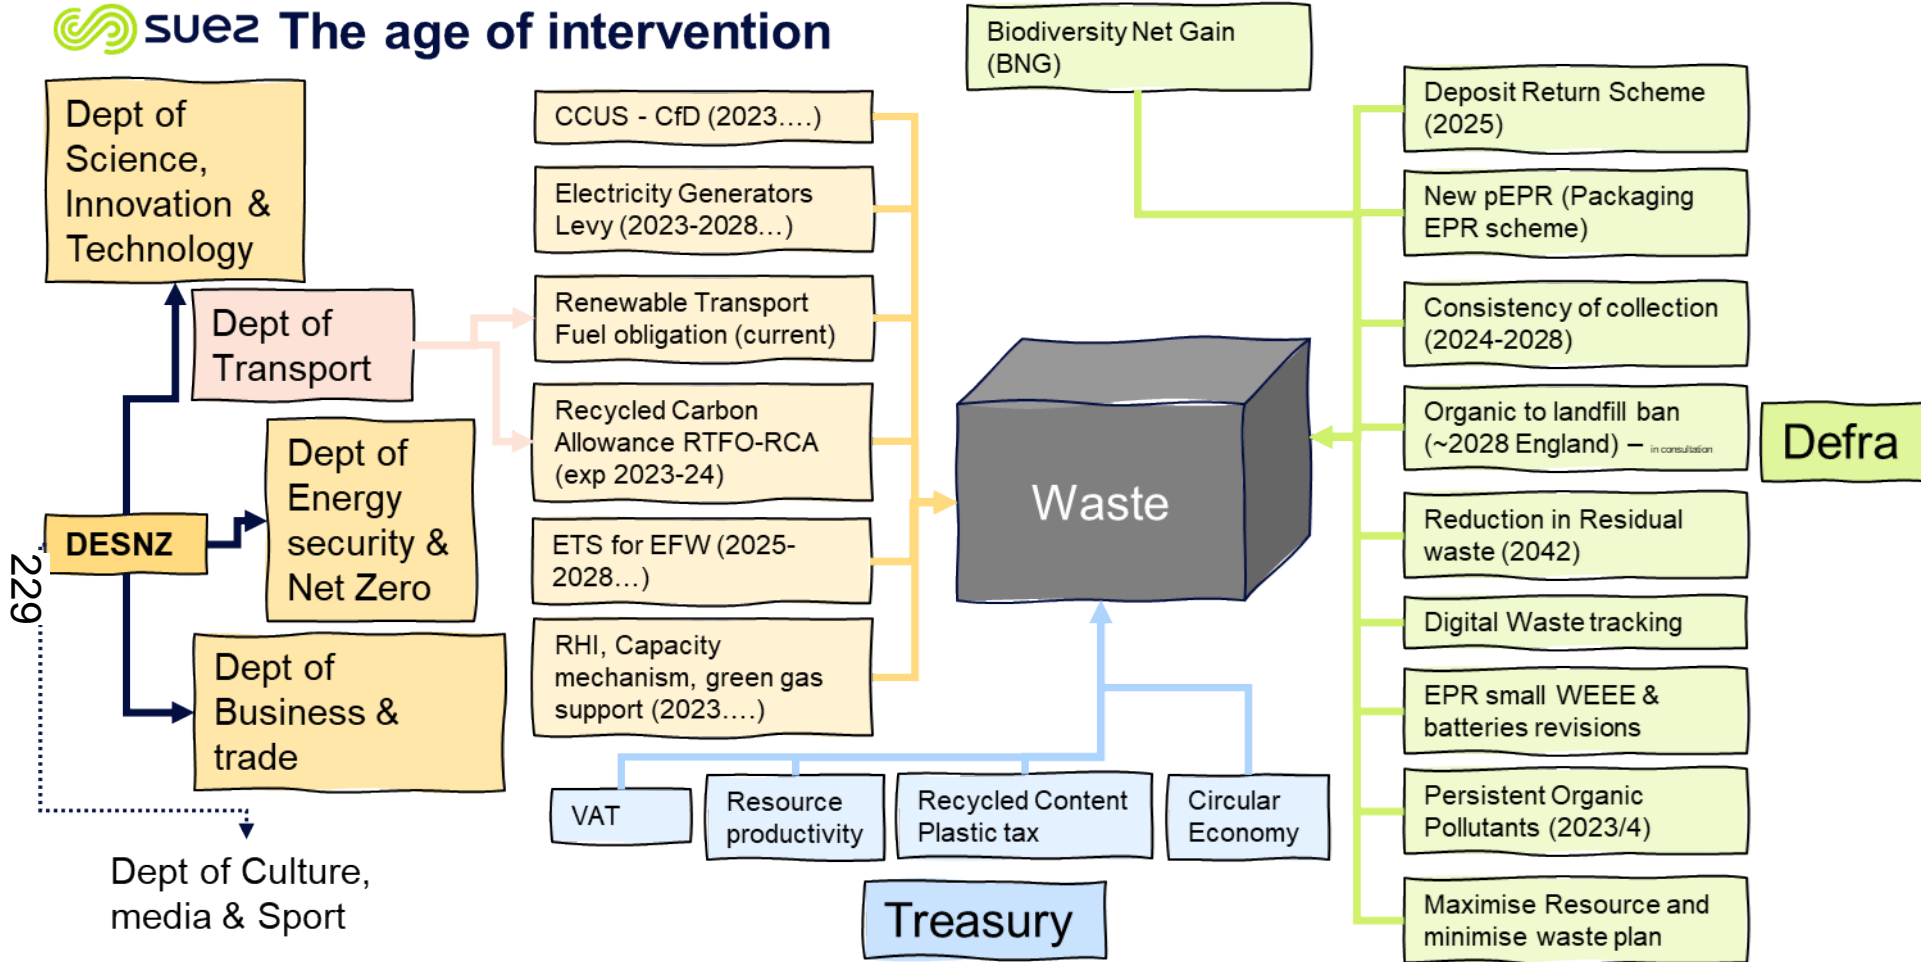 suez The age of intervention
Dept of
Science,
Innovation &
Technology
Dept of
Transport
Dept of
Energy
security &
Net Zero
DESNZ
229
Dept of
Business &
trade
Dept of Culture,
media & Sport
CCUS - CfD (2023....)
Electricity Generators
Levy (2023-2028...)
Renewable Transport
Fuel obligation (current)
Recycled Carbon
Allowance RTFO-RCA
(exp 2023-24)
ETS for EFW (2025-
2028...)
RHI, Capacity
mechanism, green gas
support (2023....)
Biodiversity Net Gain
(BNG)
Waste
VAT
Resource
productivity
Recycled Content
Plastic tax
Circular
Economy
Treasury
Deposit Return Scheme
(2025)
New pEPR (Packaging
EPR scheme)
Consistency of collection
(2024-2028)
Organic to landfill ban
(~2028 England) – in consultation
Reduction in Residual
waste (2042)
Digital Waste tracking
EPR small WEEE &
batteries revisions
Persistent Organic
Pollutants (2023/4)
Maximise Resource and
minimise waste plan
Defra